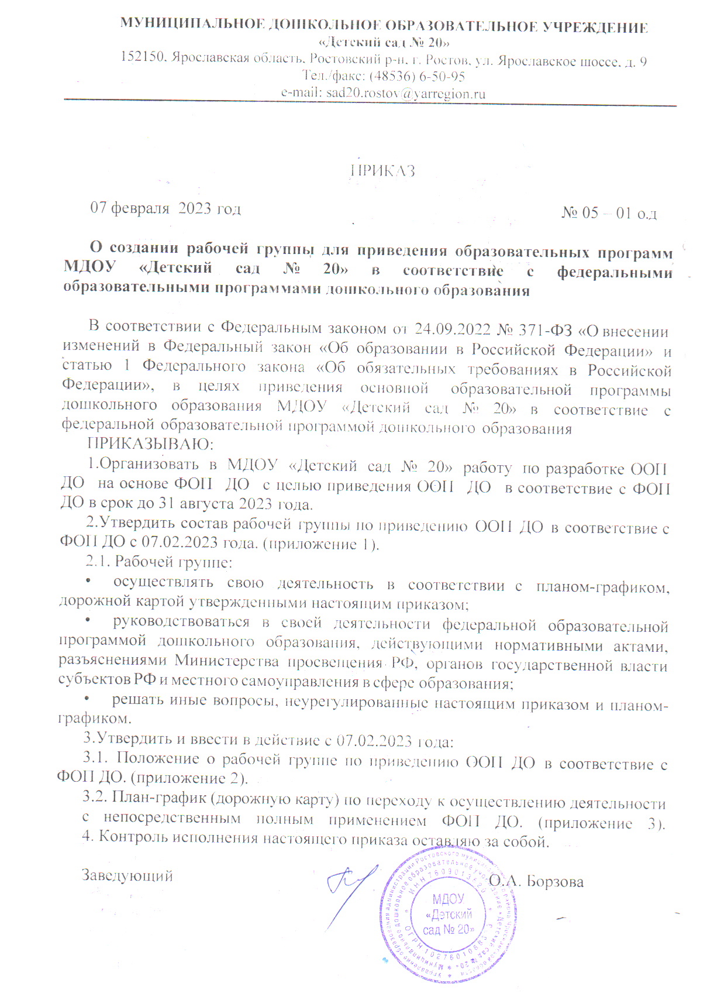 МУНИЦИПАЛЬНОЕ ДОШКОЛЬНОЕ ОБРАЗОВАТЕЛЬНОЕ УЧРЕЖДЕНИЕ
«Детский сад № 20»
152150, Ярославская область, Ростовский р-н, г. Ростов, ул. Ярославское шоссе, д. 9
Тел./факс: (48536) 6-50-95
e-mail: sad20.rostov@yarregion.ru
ПРИКАЗ
07 февраля 2023 год № 05 – 01 о.д
О создании рабочей группы для приведения образовательных программ
МДОУ «Детский сад № 20» в соответствие с федеральными
образовательными программами дошкольного образования
В соответствии с Федеральным законом от 24.09.2022 № 371-ФЗ «О внесении
изменений в Федеральный закон «Об образовании в Российской Федерации» и
статью 1 Федерального закона «Об обязательных требованиях в Российской
Федерации», в целях приведения основной образовательной программы
дошкольного образования МДОУ «Детский сад № 20» в соответствие с
федеральной образовательной программой дошкольного образования
ПРИКАЗЫВАЮ:
1.Организовать в МДОУ «Детский сад № 20» работу по разработке ООП
ДО на основе ФОП ДО с целью приведения ООП ДО в соответствие с ФОП
ДО в срок до 31 августа 2023 года.
2.Утвердить состав рабочей группы по приведению ООП ДО в соответствие с
ФОП ДО с 07.02.2023 года. (приложение 1).
2.1. Рабочей группе:
• осуществлять свою деятельность в соответствии с планом-графиком,
дорожной картой утвержденными настоящим приказом;
• руководствоваться в своей деятельности федеральной образовательной
программой дошкольного образования, действующими нормативными актами,
разъяснениями Министерства просвещения РФ, органов государственной власти
субъектов РФ и местного самоуправления в сфере образования;
• решать иные вопросы, неурегулированные настоящим приказом и планом-
графиком.
3.Утвердить и ввести в действие с 07.02.2023 года:
3.1. Положение о рабочей группе по приведению ООП ДО в соответствие с
ФОП ДО. (приложение 2).
3.2. План-график (дорожную карту) по переходу к осуществлению деятельности
с непосредственным полным применением ФОП ДО. (приложение 3).
4. Контроль исполнения настоящего приказа оставляю за собой.
Заведующий О.А. Борзова
МДОУ
«Детский
сад № 20»